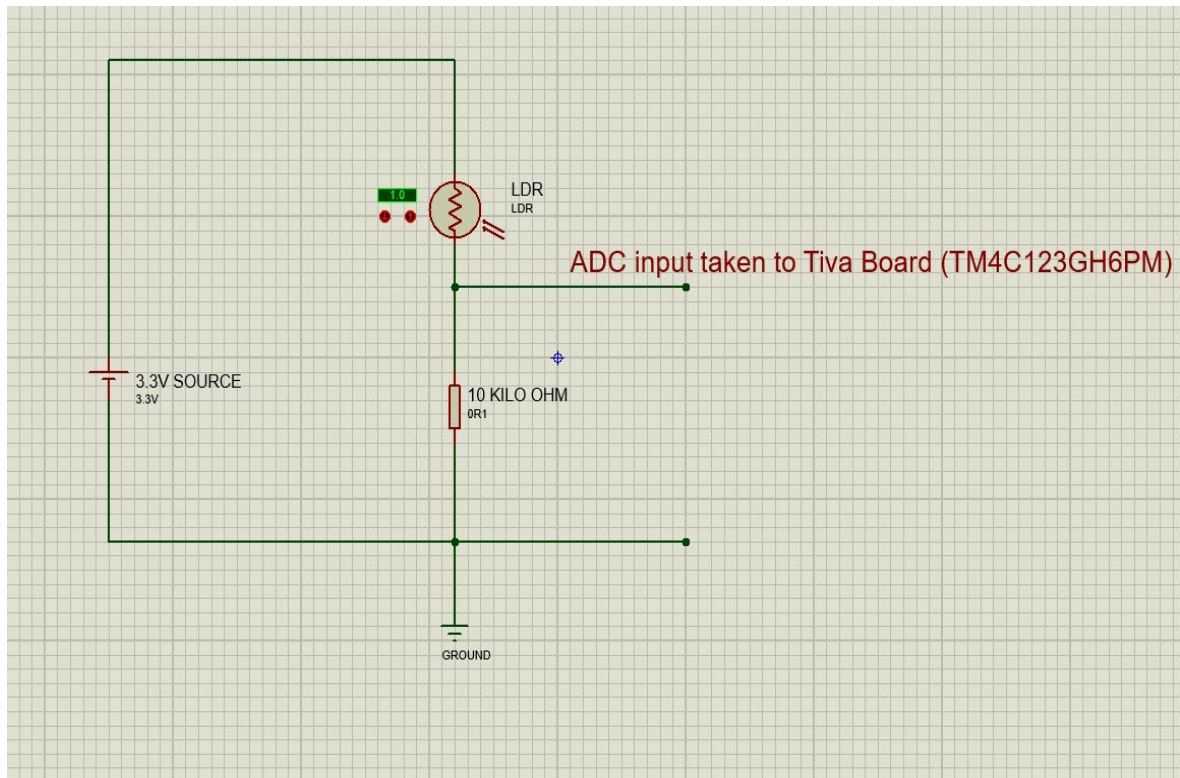 1.0
LDR
LDR
ADC input taken to Tiva Board (TM4C123GH6PM)
3.3V SOURCE
3.3V
10 KILO OHM
0R1
GROUND